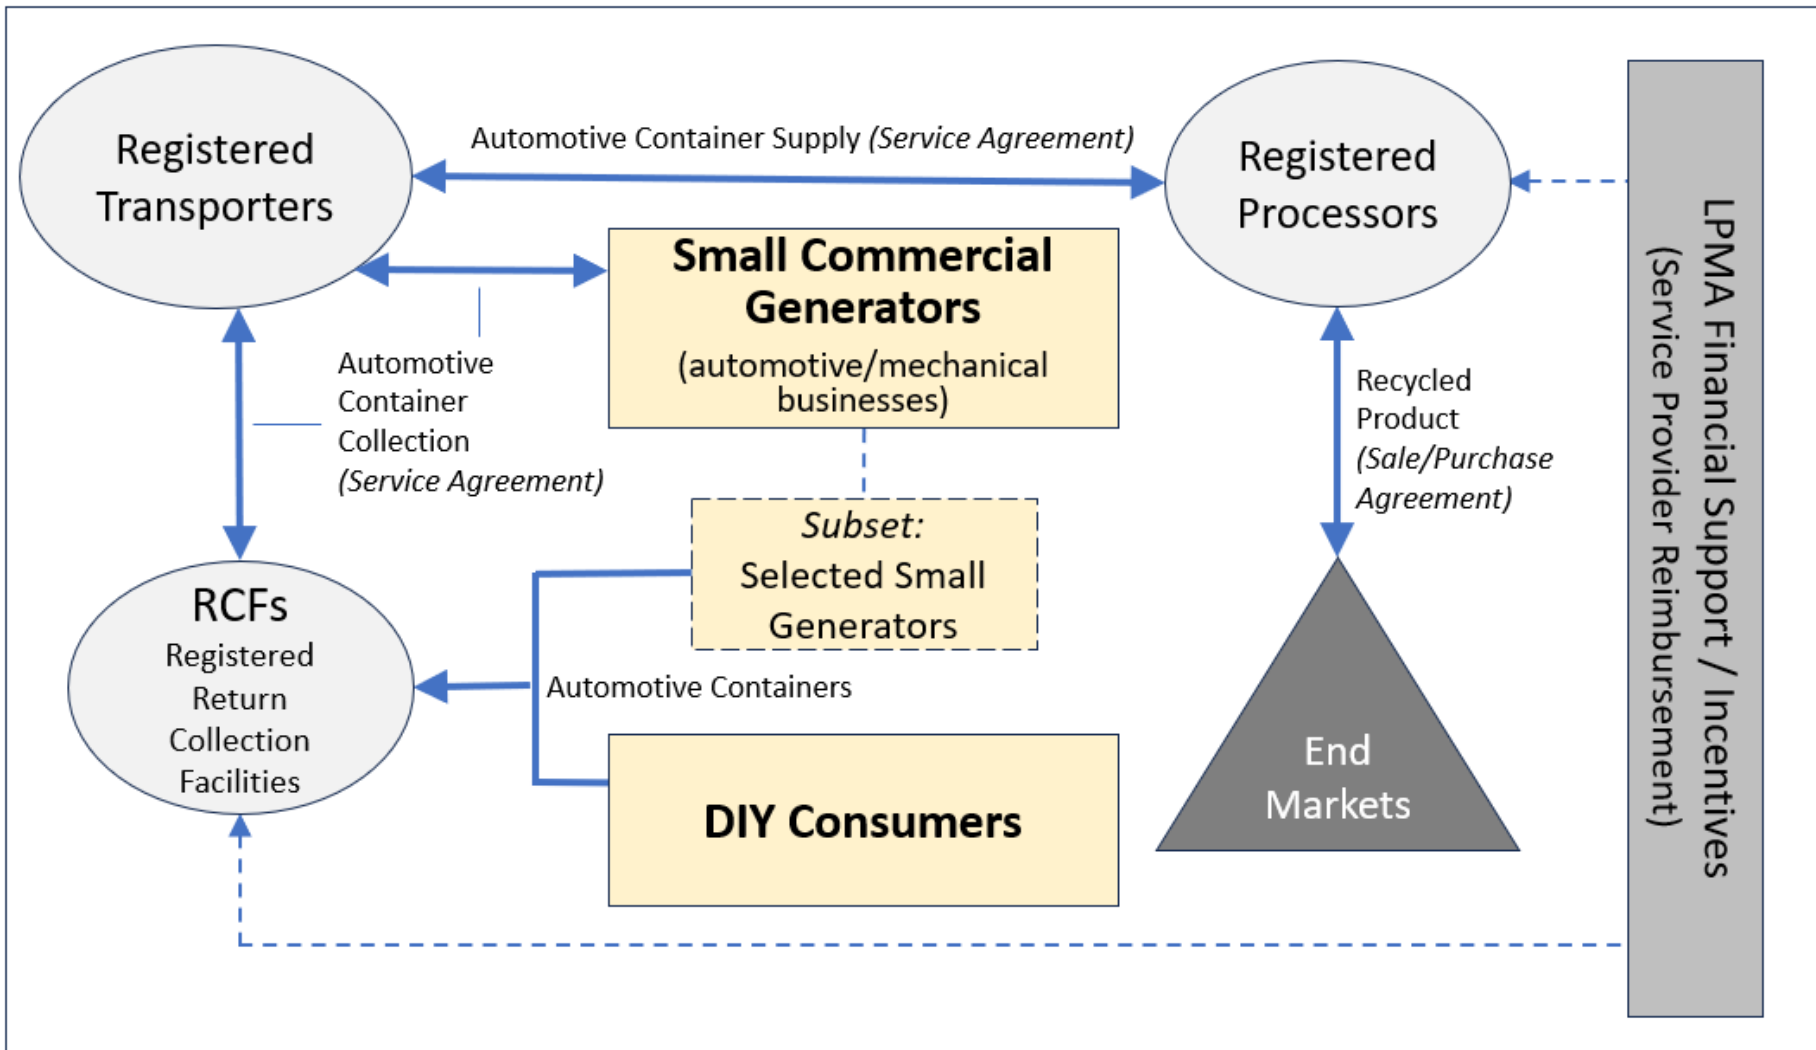 Registered
Transporters
Automotive Container Supply (Service Agreement)
Registered
Processors
Small Commercial
Generators
(automotive/mechanical
businesses)
Automotive
Container
Collection
(Service Agreement)
Recycled
Product
(Sale/Purchase
Agreement)
Subset:
Selected Small
Generators
RCFs
Registered
Return
Collection
Facilities
Automotive Containers
DIY Consumers
End
Markets
LPMA Financial Support / Incentives
(Service Provider Reimbursement)